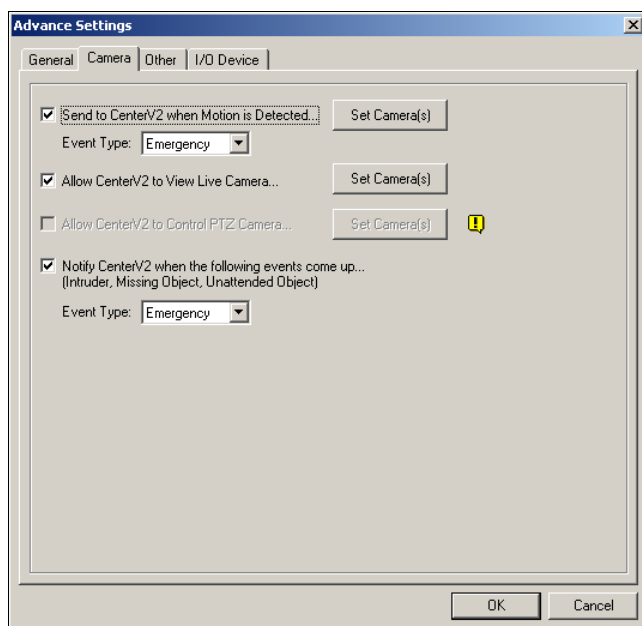 Advance Settings
General Camera Other I/O Device
Send to CenterV2 when Motion is Detected... Set Camera(s)
Event Type: Emergency
Allow CenterV2 to View Live Camera... Set Camera(s)
Allow CenterV2 to Control PTZ Camera... Set Camera(s)
Notify CenterV2 when the following events come up...
(Intruder, Missing Object, Unattended Object)
Event Type: Emergency
OK Cancel